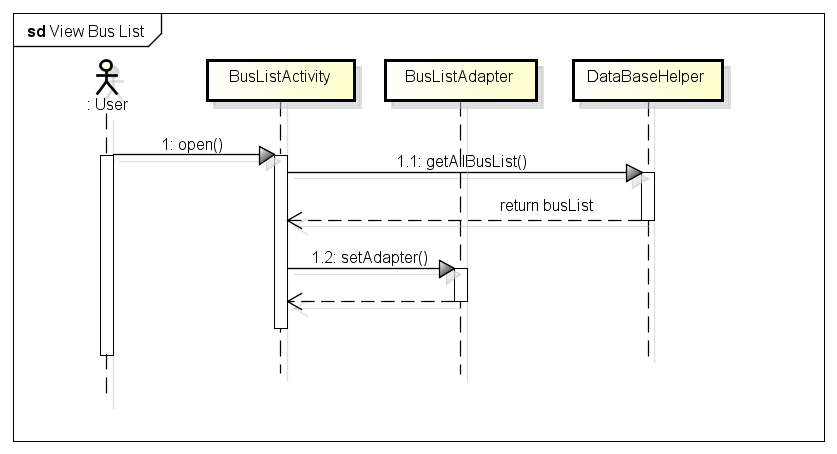 sd View Bus List
: User
BusListActivity
BusListAdapter
DataBaseHelper
1: open()
1.1: getAllBusList()
return busList
1.2: setAdapter()